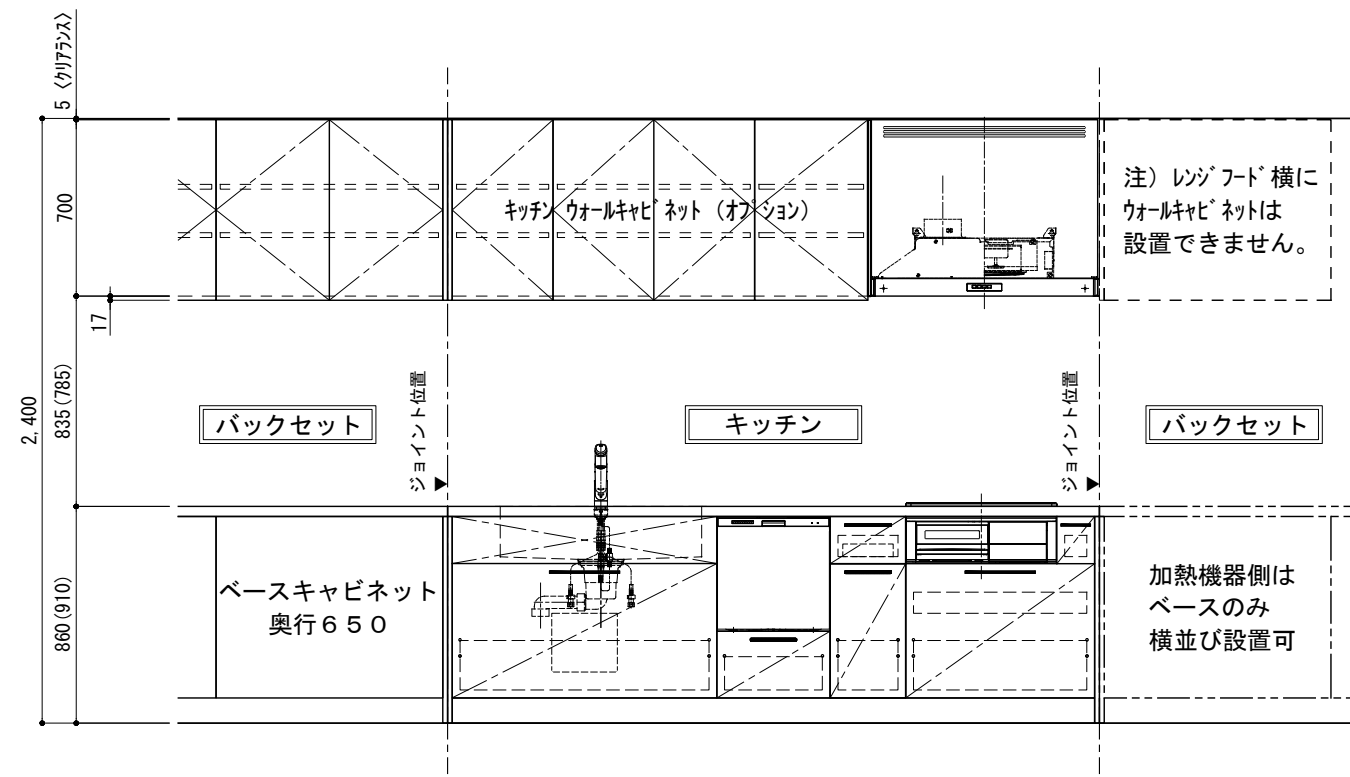 5 〈ｸﾘｱﾗﾝｽ〉
700
17
2,400
835(785)
860(910)
キッチン ｳｫｰﾙｷｬﾋﾞﾈｯﾄ (ｵﾌﾟｼｮﾝ)
注) ﾚﾝｼﾞﾌｰﾄﾞ横に
ｳｫｰﾙｷｬﾋﾞﾈｯﾄは
設置できません。
ジョイント位置
ジョイント位置
バックセット
キッチン
バックセット
ベースキャビネット
奥行６５０
加熱機器側は
ベースのみ
横並び設置可